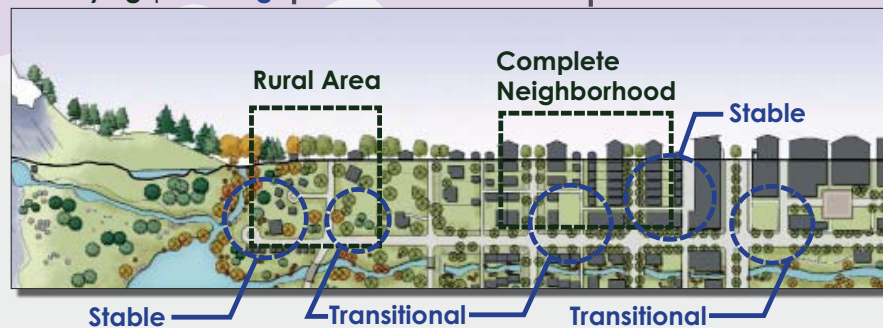 Rural Area
Complete
Neighborhood
Stable
Stable
Transitional
Transitional